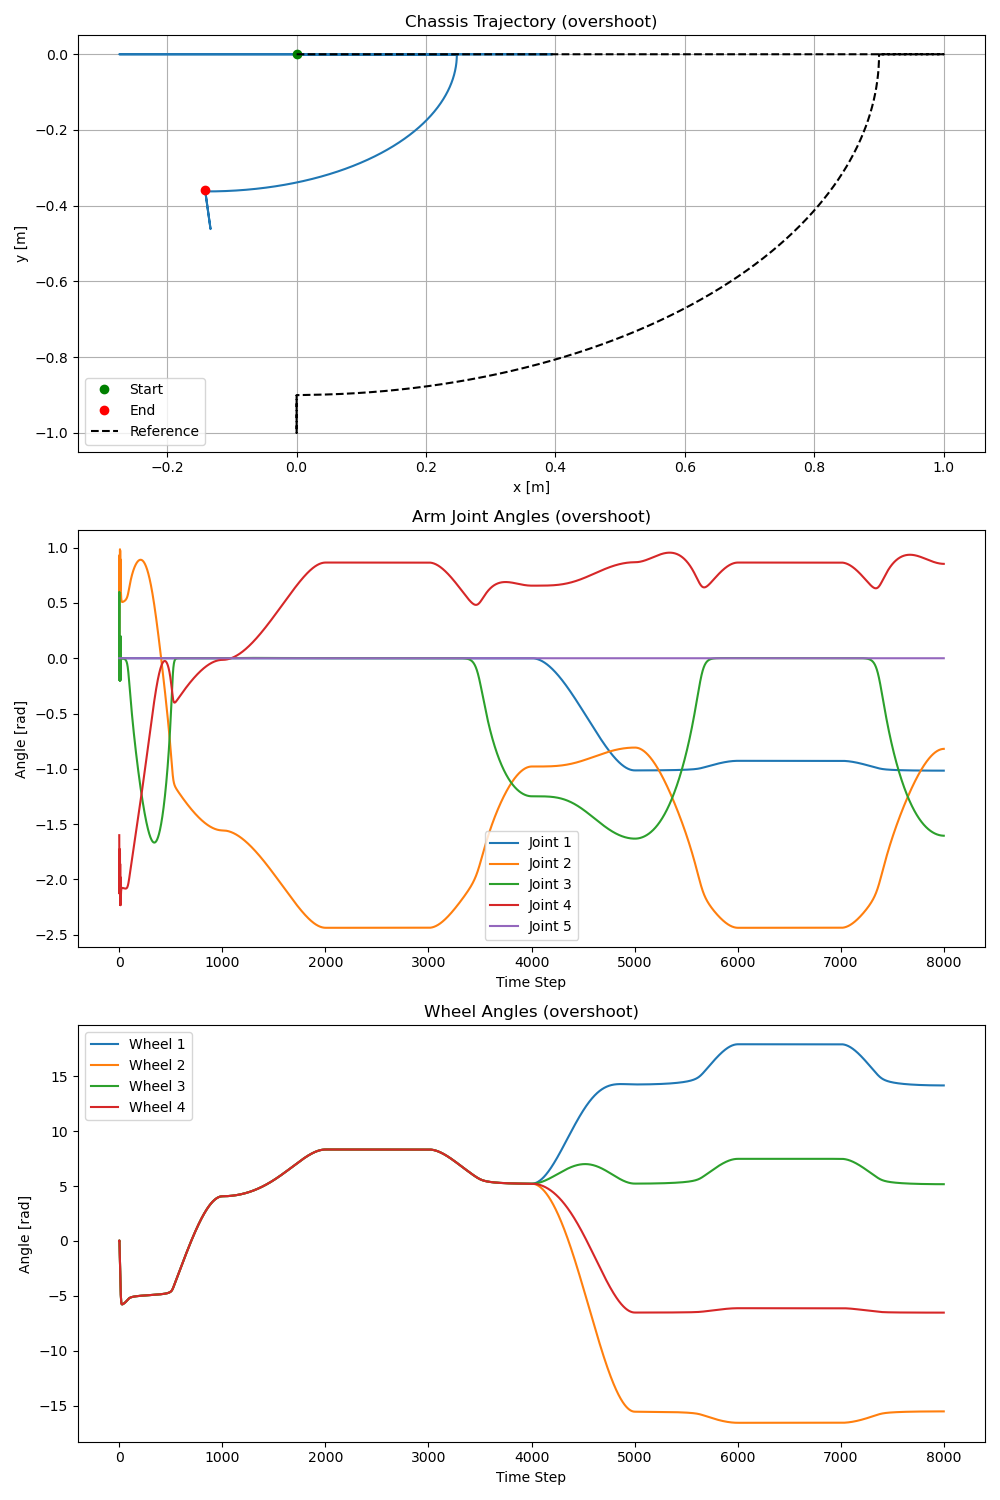 Chassis Trajectory (overshoot)
y [m]
0.0
−0.2
−0.4
−0.6
−0.8
−1.0
Start
End
Reference
−0.2 0.0 0.2 0.4 0.6 0.8 1.0
x [m]
Arm Joint Angles (overshoot)
Angle [rad]
1.0
0.5
0.0
−0.5
−1.0
−1.5
−2.0
−2.5
Joint 1
Joint 2
Joint 3
Joint 4
Joint 5
0 1000 2000 3000 4000 5000 6000 7000 8000
Time Step
Wheel Angles (overshoot)
Angle [rad]
Wheel 1
Wheel 2
Wheel 3
Wheel 4
15
10
5
0
−5
−10
−15
0 1000 2000 3000 4000 5000 6000 7000 8000
Time Step